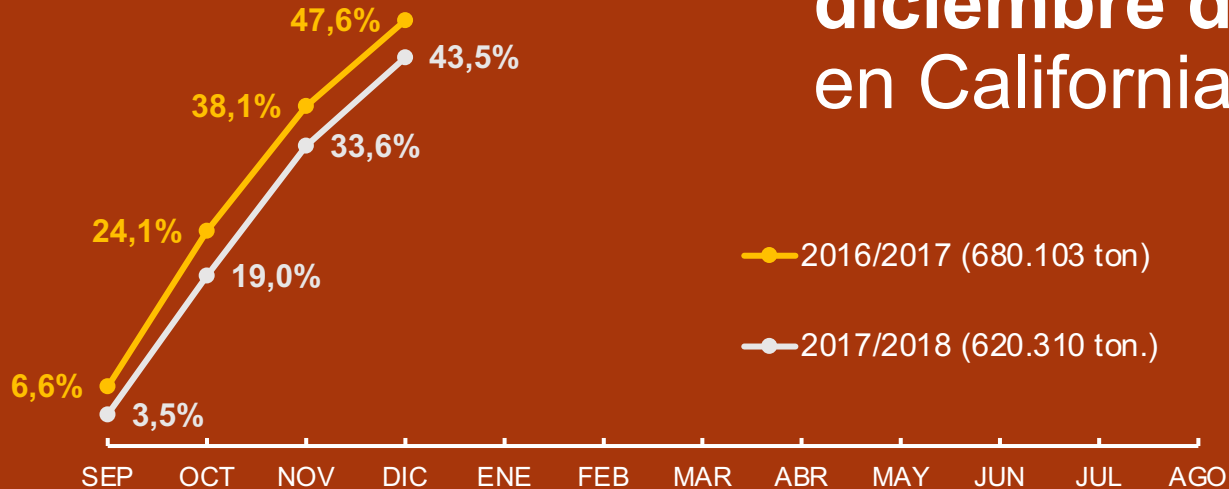 diciembre d
en California
47,6%
43,5%
38,1%
33,6%
24,1%
19,0%
6,6%
3,5%
2016/2017 (680.103 ton)
2017/2018 (620.310 ton.)
SEP OCT NOV DIC ENE FEB MAR ABR MAY JUN JUL AGO